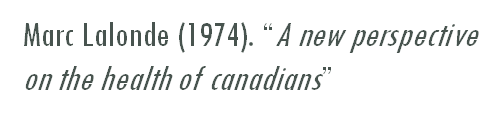 Marc Lalonde (1974). “A new perspective
on the health of canadians”